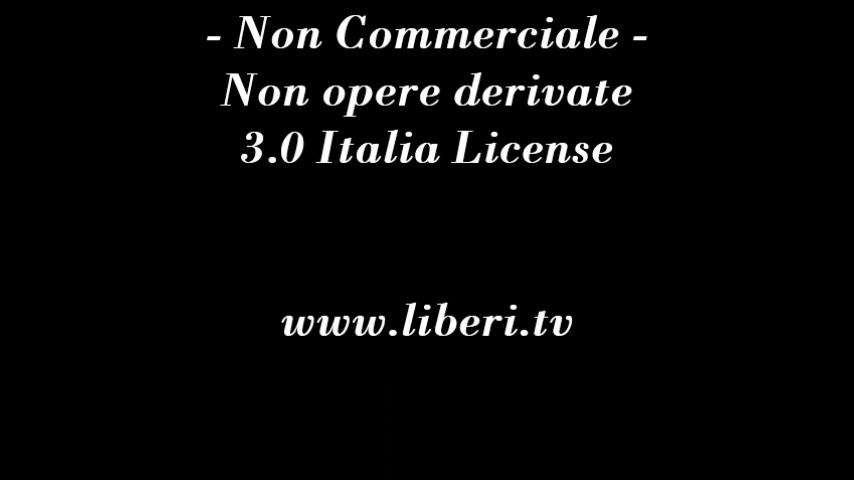 - Non Commerciale -
Non opere derivate
3.0 Italia License
www.liberi.tv